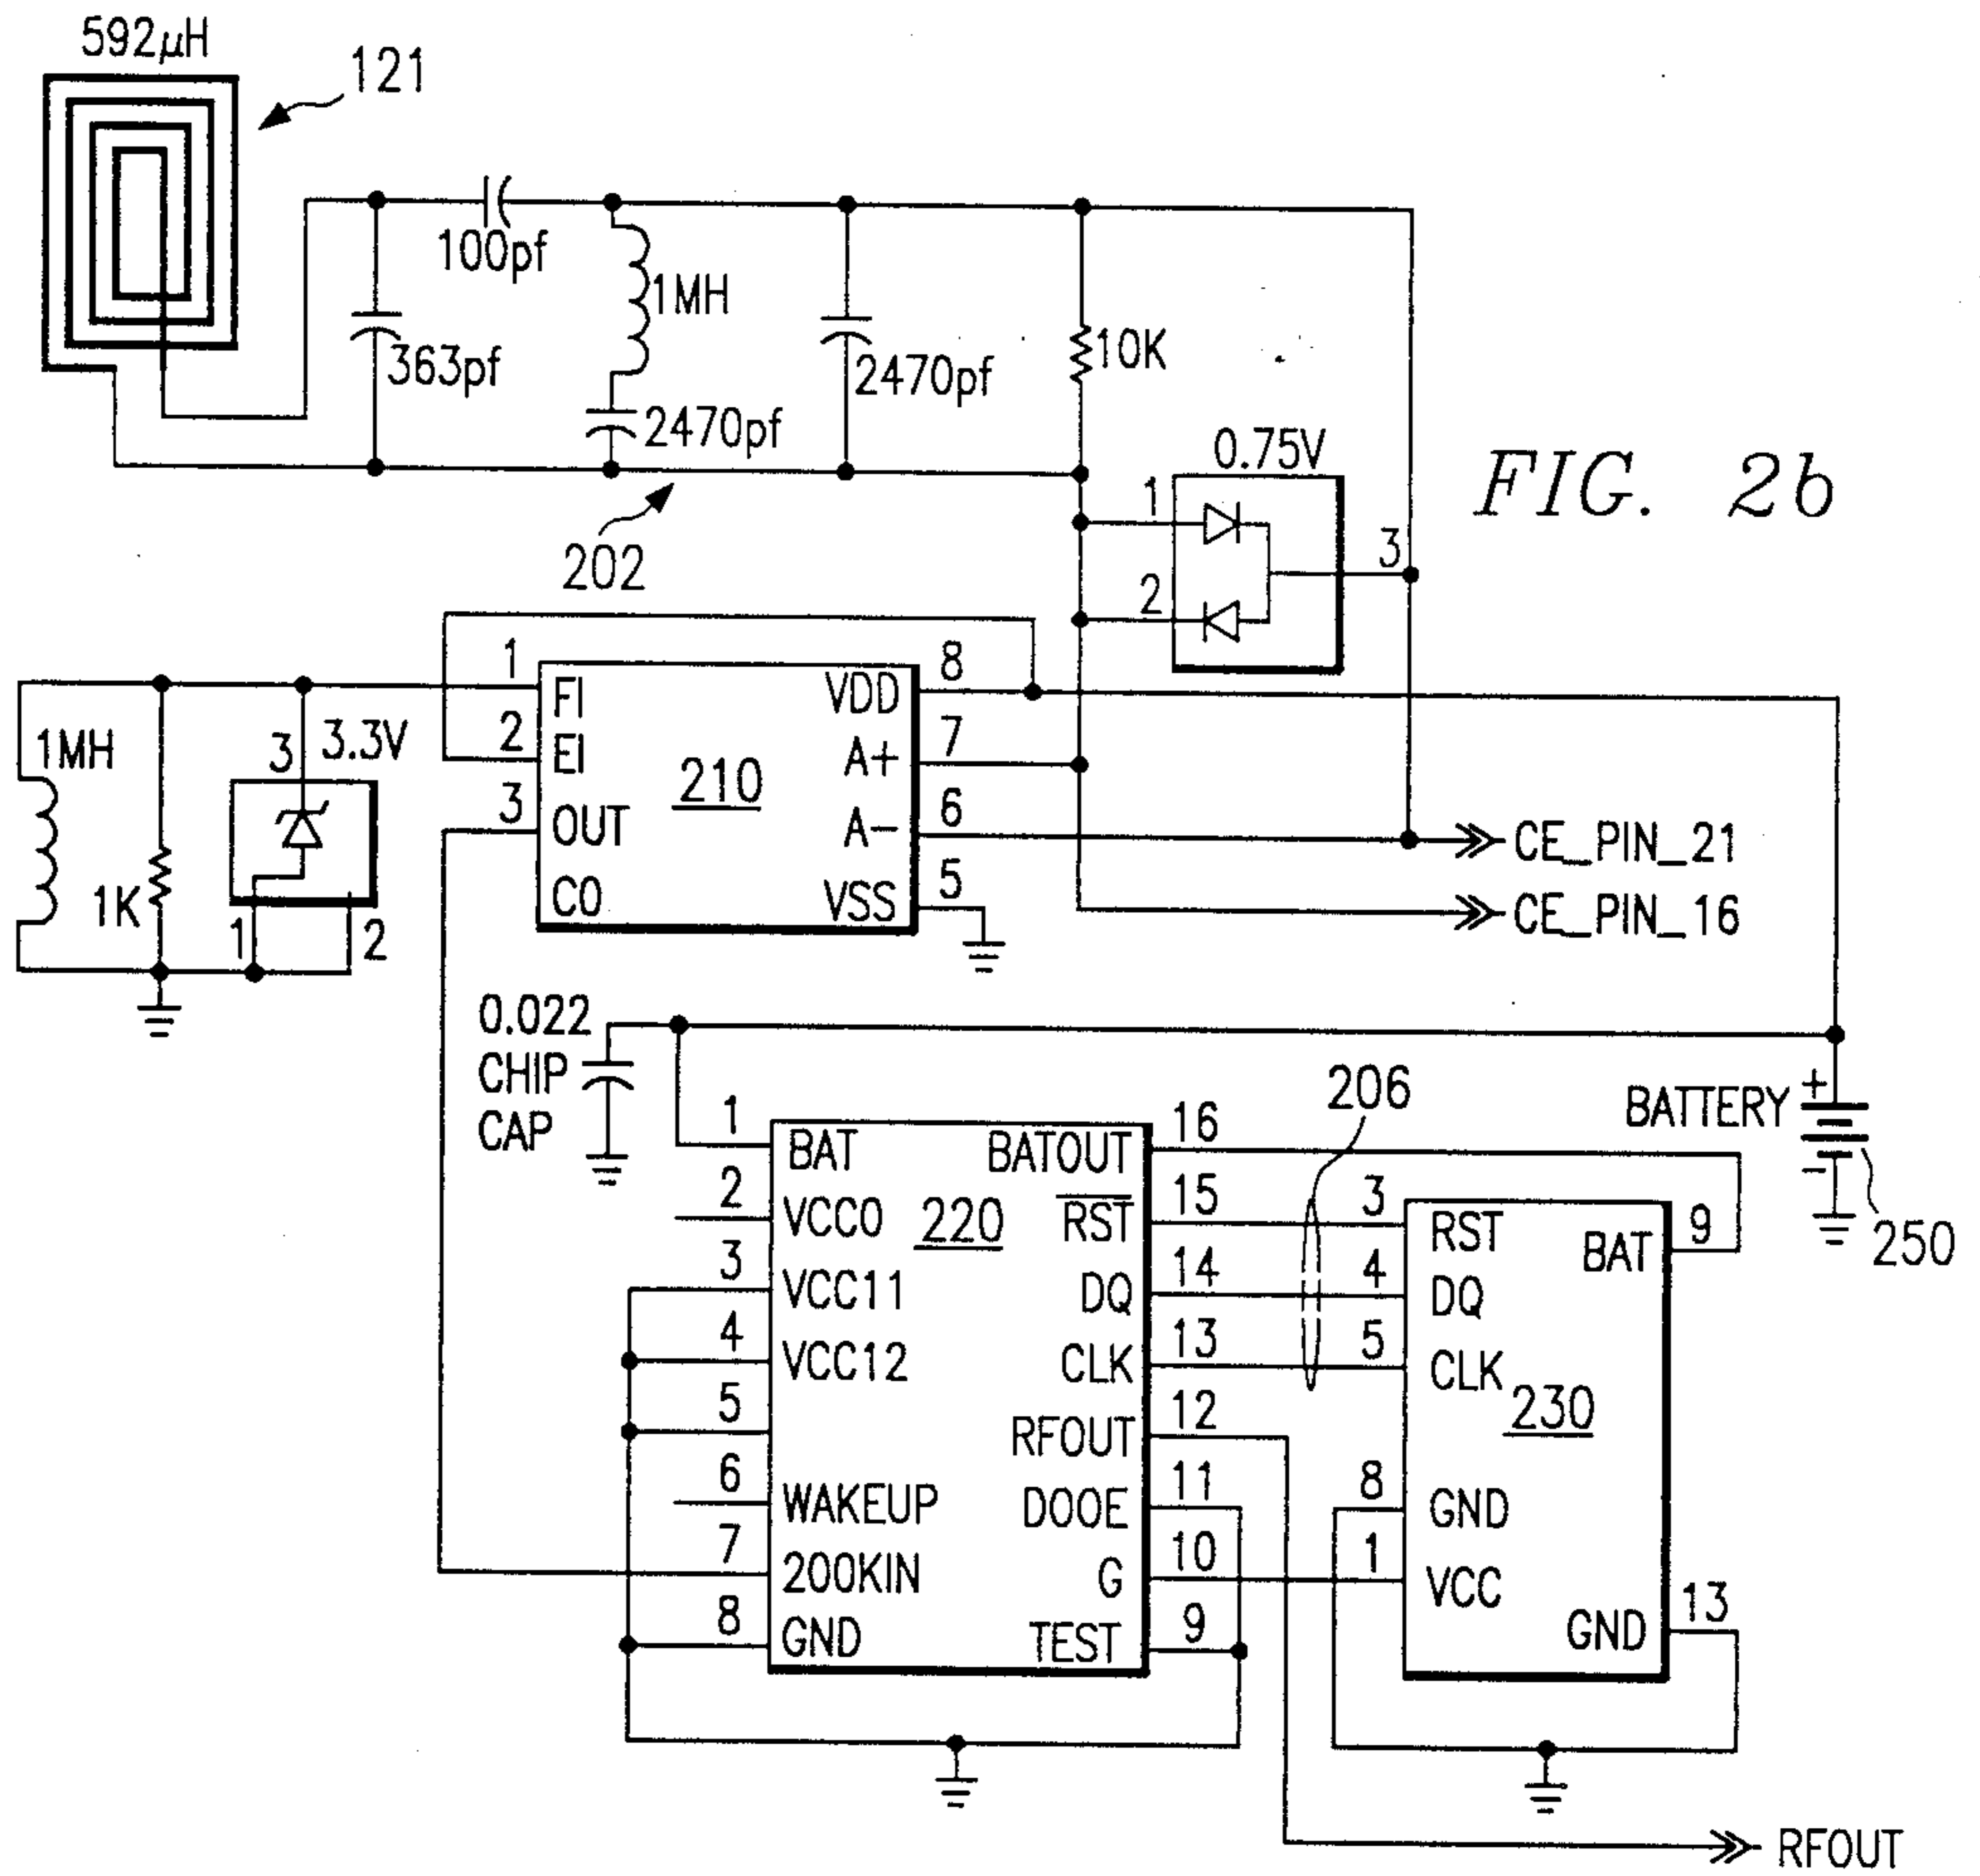 592µH
121
100pf
1MH
363pf
2470pf
2470pf
10K
0.75V
FIG. 2b
1
2
3
202
1
2
3
FI
EI
OUT
CO
210
VDD
A+
A-
VSS
8
7
6
5
1MH
1K
3
3.3V
1
2
CE_PIN_21
CE_PIN_16
0.022
CHIP
CAP
206
BATTERY
+
-
250
1
2
3
4
5
6
7
8
BAT
VCC0
VCC11
VCC12
WAKEUP
200KIN
GND
220
BATOUT
RST
DQ
CLK
RFOUT
DOOE
G
TEST
16
15
14
13
12
11
10
9
3
4
5
8
1
RST
DQ
CLK
230
GND
VCC
BAT
GND
9
13
RFOUT